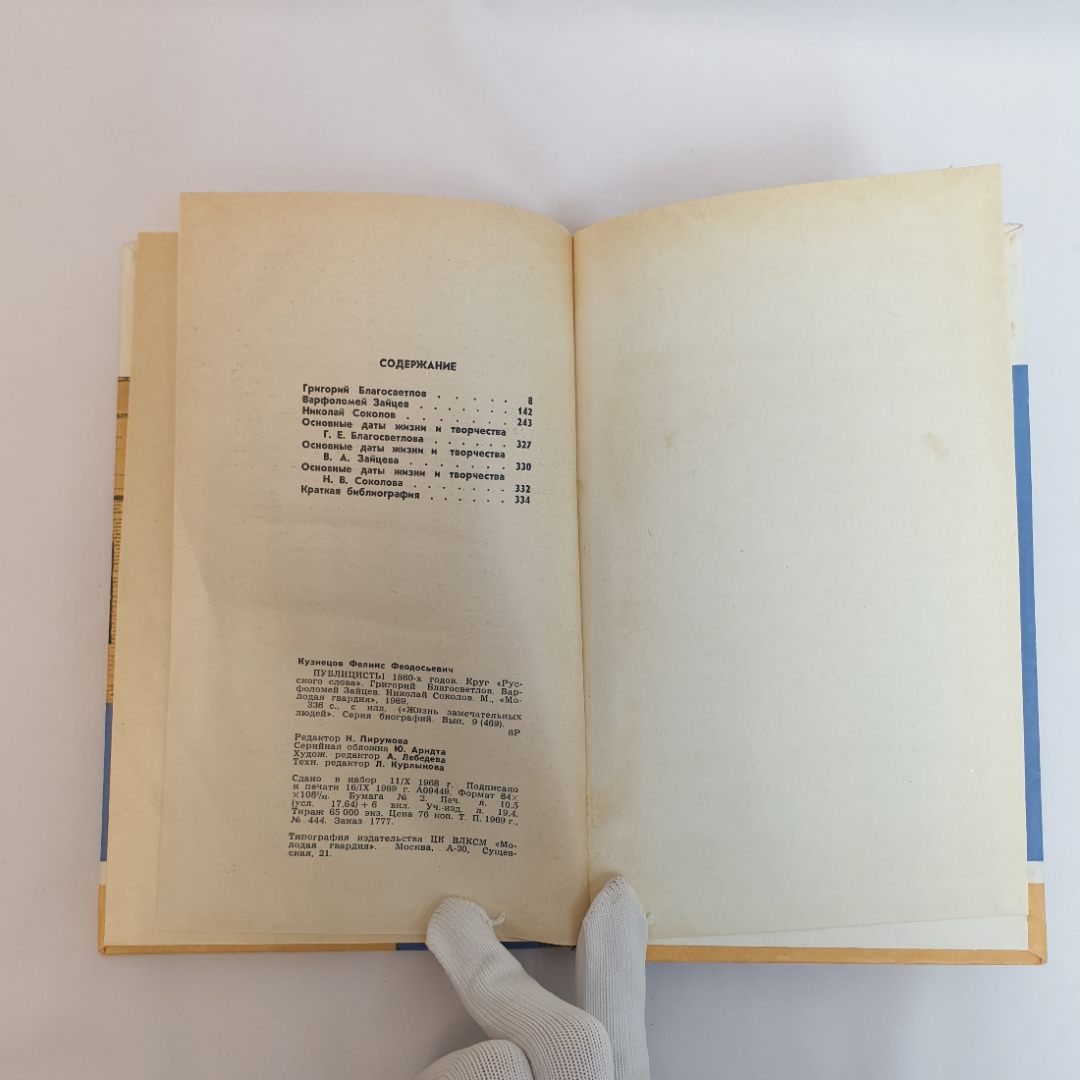 СОДЕРЖАНИЕ
Григорий Благосветлов . . . . . 8
Варфоломей Зайцев . . . . . . 142
Николай Соколов . . . . . . . 243
Основные даты жизни и творчества
Г. Е. Благосветлова . . . . . . 327
Основные даты жизни и творчества
В. А. Зайцева . . . . . . . 330
Основные даты жизни и творчества
Н. В. Соколова . . . . . . . 332
Краткая библиография . . . . . . 334
Кузнецов Феликс Феодосьевич
ПУБЛИЦИСТЫ 1860-х годов. Круг «Рус-
ского слова». Григорий Благосветлов. Вар-
фоломей Зайцев. Николай Соколов. М., «Мо-
лодая гвардия», 1969.
336 с., с илл. («Жизнь замечательных
людей». Серия биографий. Вып. 9 (469).
8Р
Редактор Н. Пирумова
Серийная обложка Ю. Арндта
Худож. редактор А. Лебедева
Техн. редактор Л. Курлыкова
Сдано в набор 11/X 1968 г. Подписано
к печати 16/IX 1969 г. А09449. Формат 84×
×108¹/₃₂. Бумага № 2. Печ. л. 10.5
(усл. 17.64) + 6 вкл. Уч.-изд. л. 19.4.
Тираж 65 000 экз. Цена 76 коп. Т. П. 1969 г.,
№ 444. Заказ 1777.
Типография издательства ЦК ВЛКСМ «Мо-
лодая гвардия». Москва, А-30, Сущев-
ская, 21.